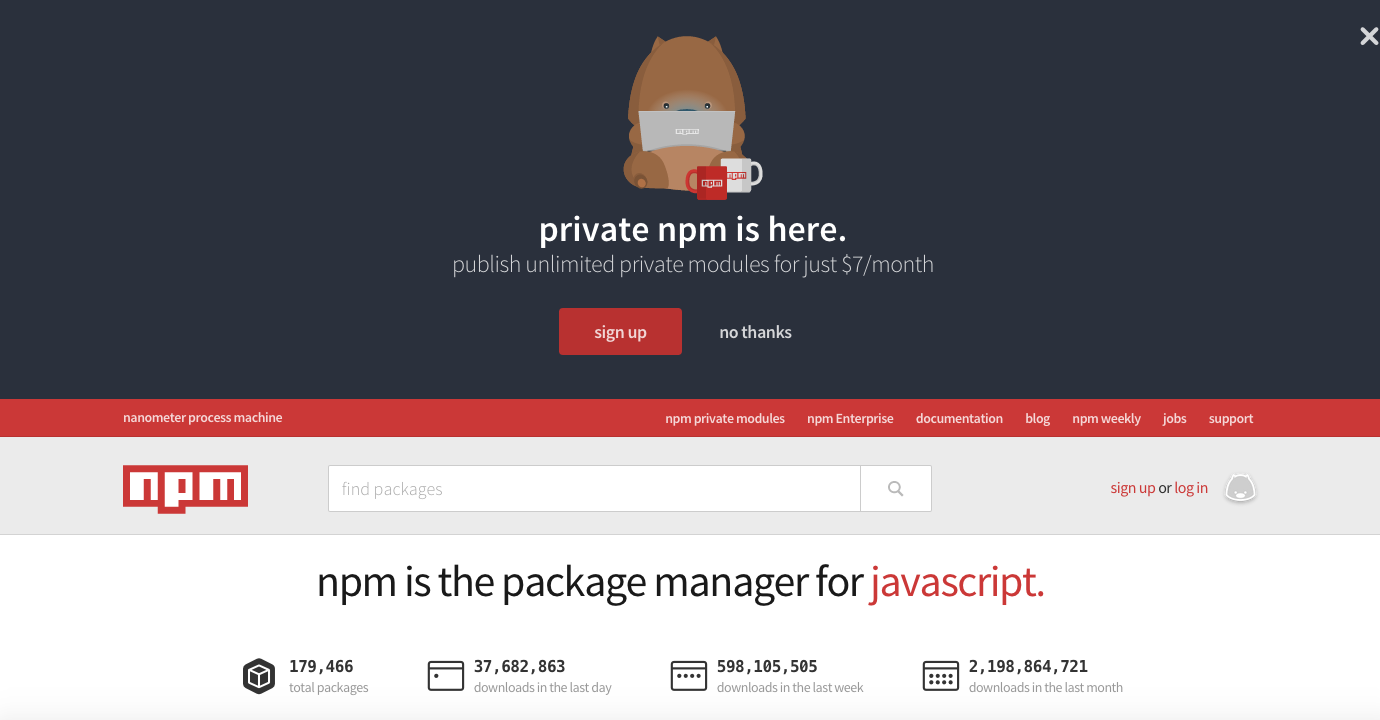 npm
npm
npm
private npm is here.
publish unlimited private modules for just $7/month
sign up
no thanks
nanometer process machine
npm private modules
npm Enterprise
documentation
blog
npm weekly
jobs
support
npm
find packages
sign up or log in
npm is the package manager for javascript.
179,466
total packages
37,682,863
downloads in the last day
598,105,505
downloads in the last week
2,198,864,721
downloads in the last month